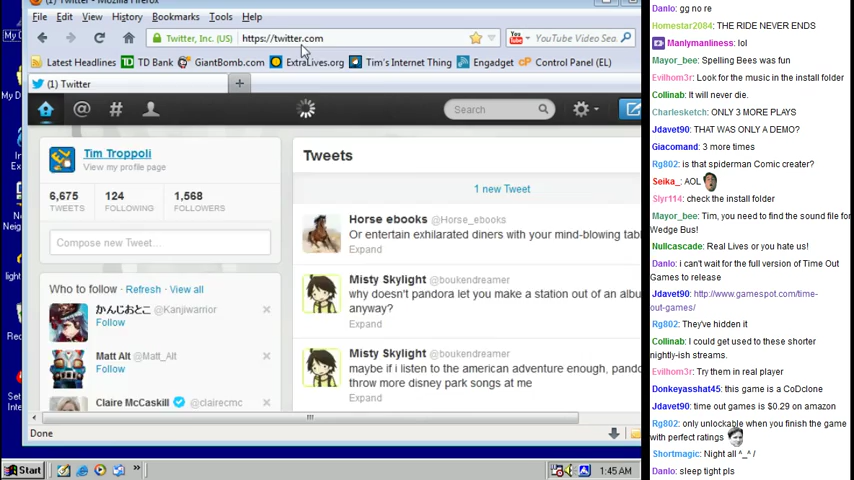 (1) Twitter - Mozilla Firefox
File Edit View History Bookmarks Tools Help
Twitter, Inc. (US) https://twitter.com YouTube Video Sea
Latest Headlines TD Bank GiantBomb.com ExtraLives.org Tim's Internet Thing Engadget Control Panel (EL)
(1) Twitter
Search
Tim Troppoli
View my profile page
6,675 124 1,568
TWEETS FOLLOWING FOLLOWERS
Compose new Tweet...
Who to follow · Refresh · View all
かんじおとこ @Kanjiwarrior
Follow
Matt Alt @Matt_Alt
Follow
Claire McCaskill @clairecmc
Tweets
1 new Tweet
Horse ebooks @Horse_ebooks
Or entertain exhilarated diners with your mind-blowing tabl
Expand
Misty Skylight @boukendreamer
why doesn't pandora let you make a station out of an albu
anyway?
Expand
Misty Skylight @boukendreamer
maybe if i listen to the american adventure enough, pando
throw more disney park songs at me
Expand
Done
Start
1:45 AM
Danlo: gg no re
Homestar2084: THE RIDE NEVER ENDS
Manlymanliness: lol
Mayor_bee: Spelling Bees was fun
Evilhom3r: Look for the music in the install folder
Collinab: It will never die.
Charlesketch: ONLY 3 MORE PLAYS
Jdavet90: THAT WAS ONLY A DEMO?
Giacomand: 3 more times
Rg802: is that spiderman Comic creater?
Seika_: AOL
Slyr114: check the install folder
Mayor_bee: Tim, you need to find the sound file for
Wedge Bus!
Nullcascade: Real Lives or you hate us!
Danlo: i can't wait for the full version of Time Out
Games to release
Jdavet90: http://www.gamespot.com/time-
out-games/
Rg802: They've hidden it
Collinab: I could get used to these shorter
nightly-ish streams.
Evilhom3r: Try them in real player
Donkeyasshat45: this game is a CoDclone
Jdavet90: time out games is $0.29 on amazon
Rg802: only unlockable when you finish the game
with perfect ratings
Shortmagic: Night all ^_^ /
Danlo: sleep tight pls